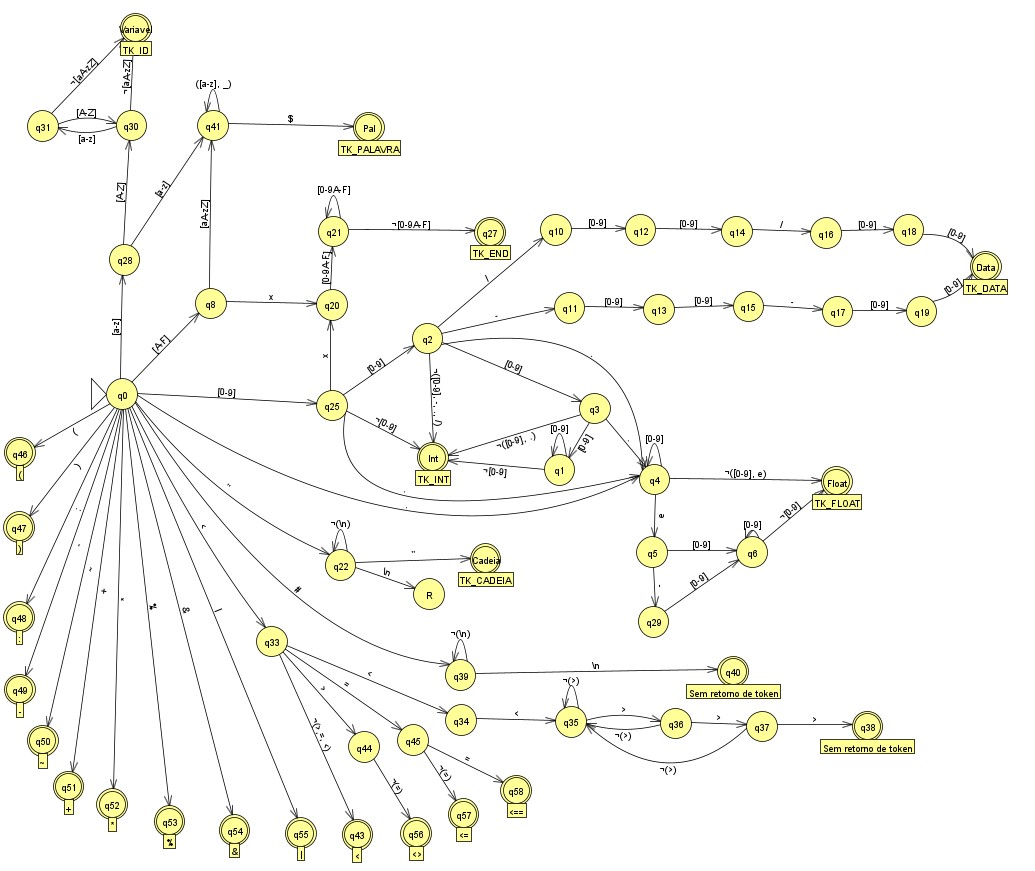 Variavel
TK_ID
¬[aA-zZ]
¬[aA-zZ]
q31
[A-Z]
[a-z]
q30
([a-z], _)
q41
$
Pal
TK_PALAVRA
[A-Z]
[a-z]
[aA-zZ]
[0-9A-F]
q21
¬[0-9A-F]
q27
TK_END
[0-9A-F]
q28
q8
x
q20
x
[a-z]
[A-F]
q10
[0-9]
q12
[0-9]
q14
/
q16
[0-9]
q18
[0-9]
Data
TK_DATA
/
-
q11
[0-9]
q13
[0-9]
q15
-
q17
[0-9]
q19
[0-9]
q2
[0-9]
.
[0-9]
q0
[0-9]
q25
¬[0-9]
q3
¬([0-9], .)
[0-9]
.
[0-9]
q1
¬[0-9]
Int
TK_INT
.
.
[0-9]
q4
¬([0-9], e)
Float
TK_FLOAT
e
q5
[0-9]
[0-9]
q6
¬[0-9]
-
[0-9]
q29
(
q46
(
)
q47
)
:
q48
:
-
q49
-
~
q50
~
+
q51
+
*
q52
*
%
q53
%
&
q54
&
|
q55
|
"
¬(\n)
q22
"
Cadeia
TK_CADEIA
\n
R
#
¬(\n)
q39
\n
q40
Sem retorno de token
<
q33
<
q34
<
¬(>)
q35
>
¬(>)
q36
>
q37
¬(>)
>
q38
Sem retorno de token
>
=
¬(>, =, <)
q44
q45
=
q58
<==
¬(=)
q57
<=
¬(=)
q56
<>
q43
<